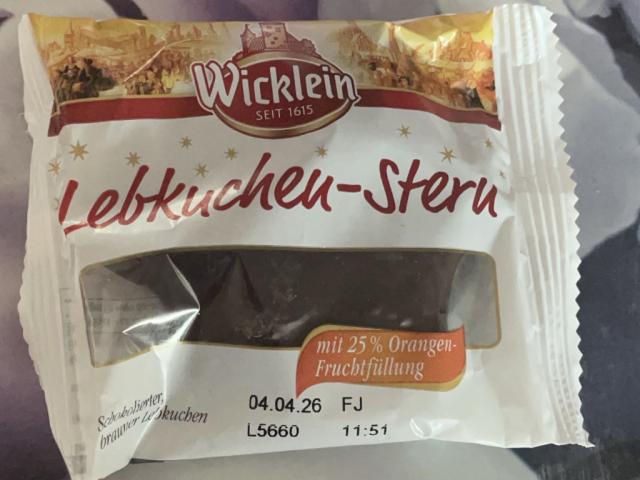 Wicklein
SEIT 1615
Lebkuchen-Stern
mit 25% Orangen-
Fruchtfüllung
Schokolierter,
brauner Lebkuchen
04.04.26 FJ
L5660 11:51